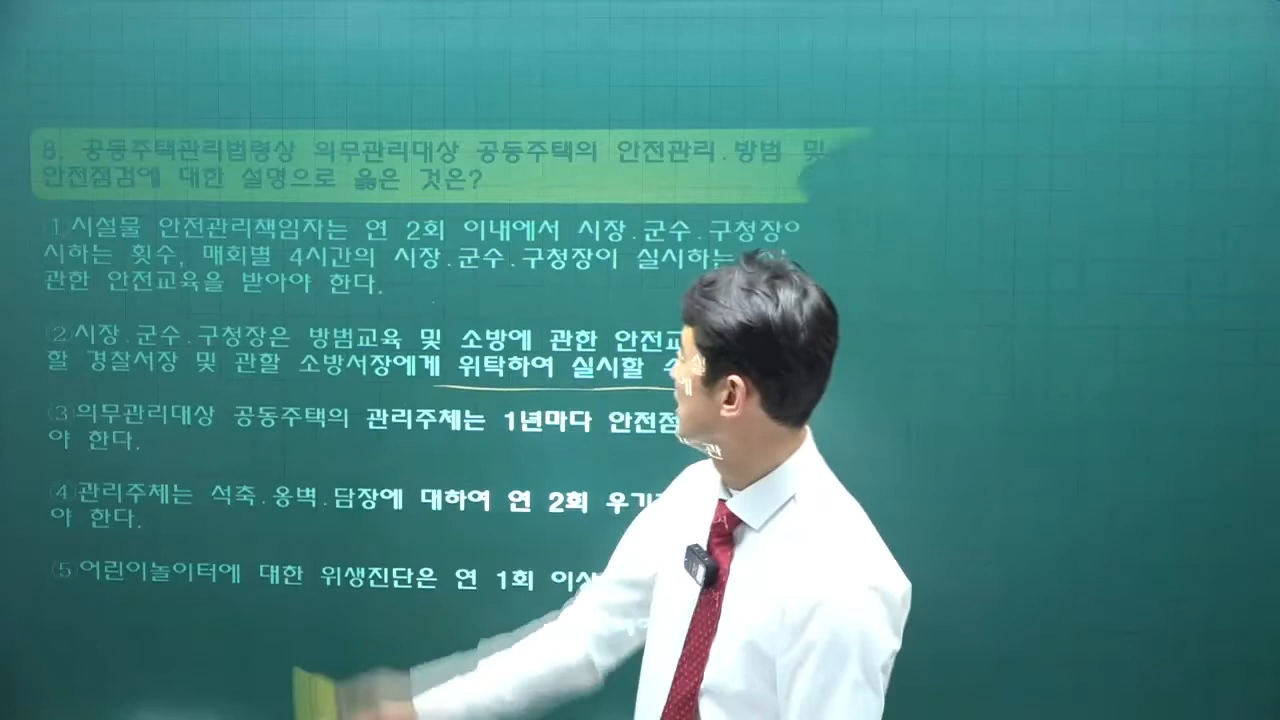 8. 공동주택관리법령상 의무관리대상 공동주택의 안전관리.방범 및
안전점검에 대한 설명으로 옳은 것은?
①시설물 안전관리책임자는 연 2회 이내에서 시장.군수.구청장이
시하는 횟수, 매회별 4시간의 시장.군수.구청장이 실시하는
관한 안전교육을 받아야 한다.
②시장.군수.구청장은 방범교육 및 소방에 관한 안전교
할 경찰서장 및 관할 소방서장에게 위탁하여 실시할 수
③의무관리대상 공동주택의 관리주체는 1년마다 안전점
야 한다.
④관리주체는 석축.옹벽.담장에 대하여 연 2회 우기
야 한다.
⑤어린이놀이터에 대한 위생진단은 연 1회 이상